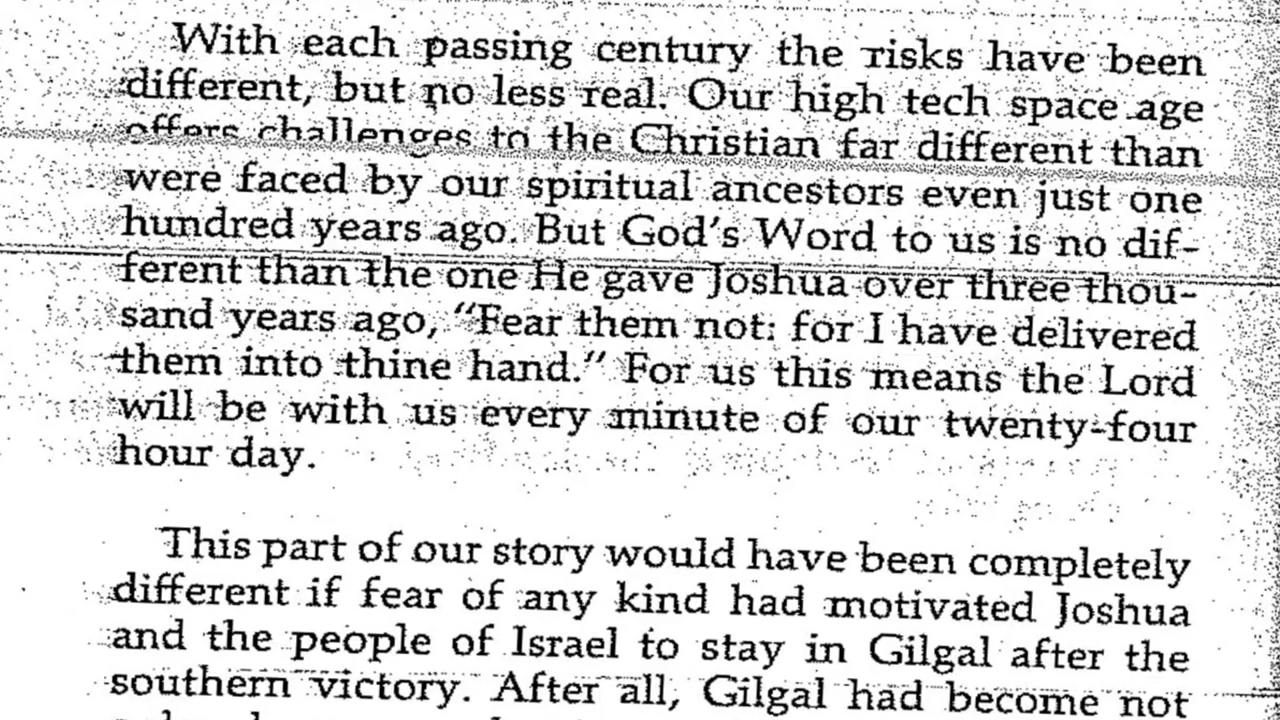 With each passing century the risks have been
different, but no less real. Our high tech space age
offers challenges to the Christian far different than
were faced by our spiritual ancestors even just one
hundred years ago. But God's Word to us is no dif-
ferent than the one He gave Joshua over three thou-
sand years ago, "Fear them not: for I have delivered
them into thine hand." For us this means the Lord
will be with us every minute of our twenty-four
hour day.
This part of our story would have been completely
different if fear of any kind had motivated Joshua
and the people of Israel to stay in Gilgal after the
southern victory. After all, Gilgal had become not